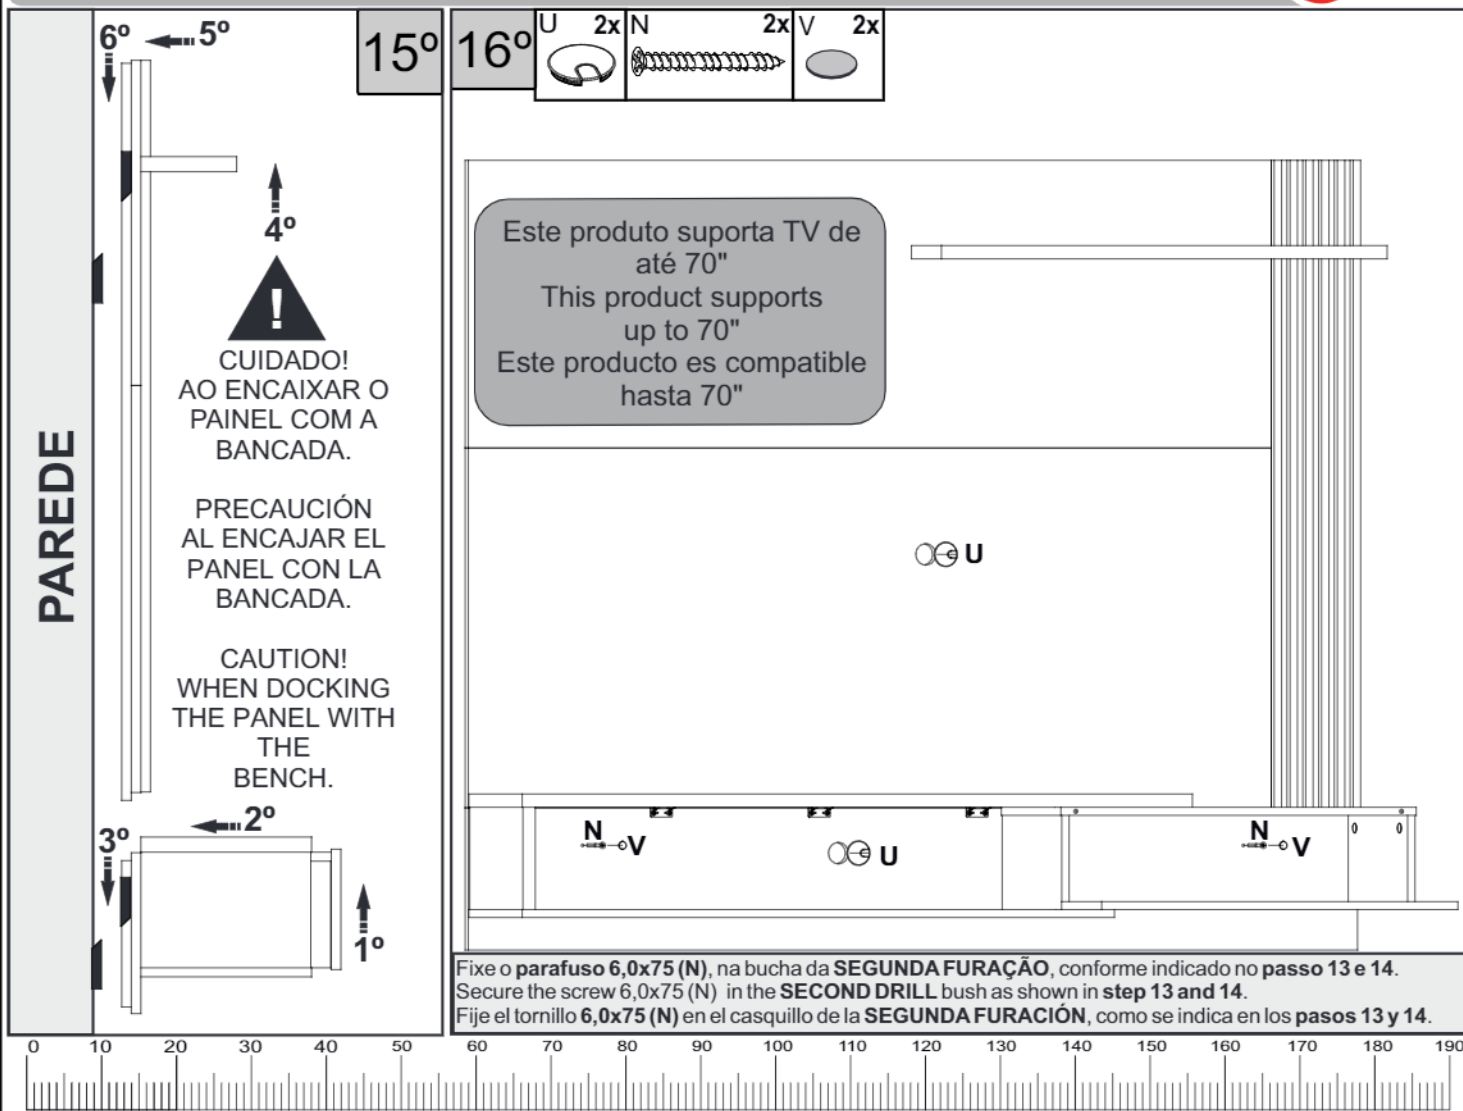 6º
5º
15º
PAREDE
4º
!
CUIDADO!
AO ENCAIXAR O
PAINEL COM A
BANCADA.
PRECAUCIÓN
AL ENCAJAR EL
PANEL CON LA
BANCADA.
CAUTION!
WHEN DOCKING
THE PANEL WITH
THE
BENCH.
2º
3º
1º
16º
U 2x
N 2x
V 2x
Este produto suporta TV de
até 70"
This product supports
up to 70"
Este producto es compatible
hasta 70"
U
N
V
U
N
V
Fixe o parafuso 6,0x75 (N), na bucha da SEGUNDA FURAÇÃO, conforme indicado no passo 13 e 14.
Secure the screw 6,0x75 (N) in the SECOND DRILL bush as shown in step 13 and 14.
Fije el tornillo 6,0x75 (N) en el casquillo de la SEGUNDA FURACIÓN, como se indica en los pasos 13 y 14.
0 10 20 30 40 50 60 70 80 90 100 110 120 130 140 150 160 170 180 190